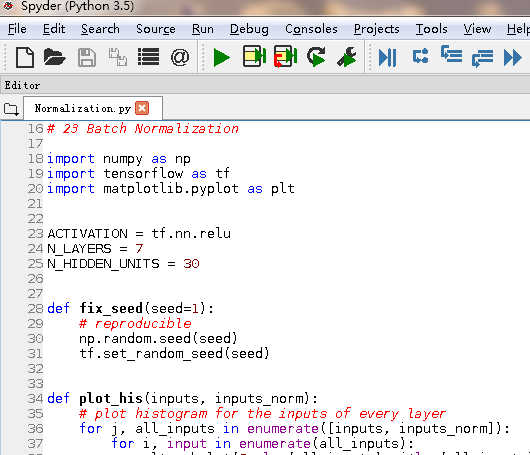 Spyder (Python 3.5)
File Edit Search Source Run Debug Consoles Projects Tools View Help
Editor
Normalization.py
16 # 23 Batch Normalization
17
18 import numpy as np
19 import tensorflow as tf
20 import matplotlib.pyplot as plt
21
22
23 ACTIVATION = tf.nn.relu
24 N_LAYERS = 7
25 N_HIDDEN_UNITS = 30
26
27
28 def fix_seed(seed=1):
29     # reproducible
30     np.random.seed(seed)
31     tf.set_random_seed(seed)
32
33
34 def plot_his(inputs, inputs_norm):
35     # plot histogram for the inputs of every layer
36     for j, all_inputs in enumerate([inputs, inputs_norm]):
37         for i, input in enumerate(all_inputs):